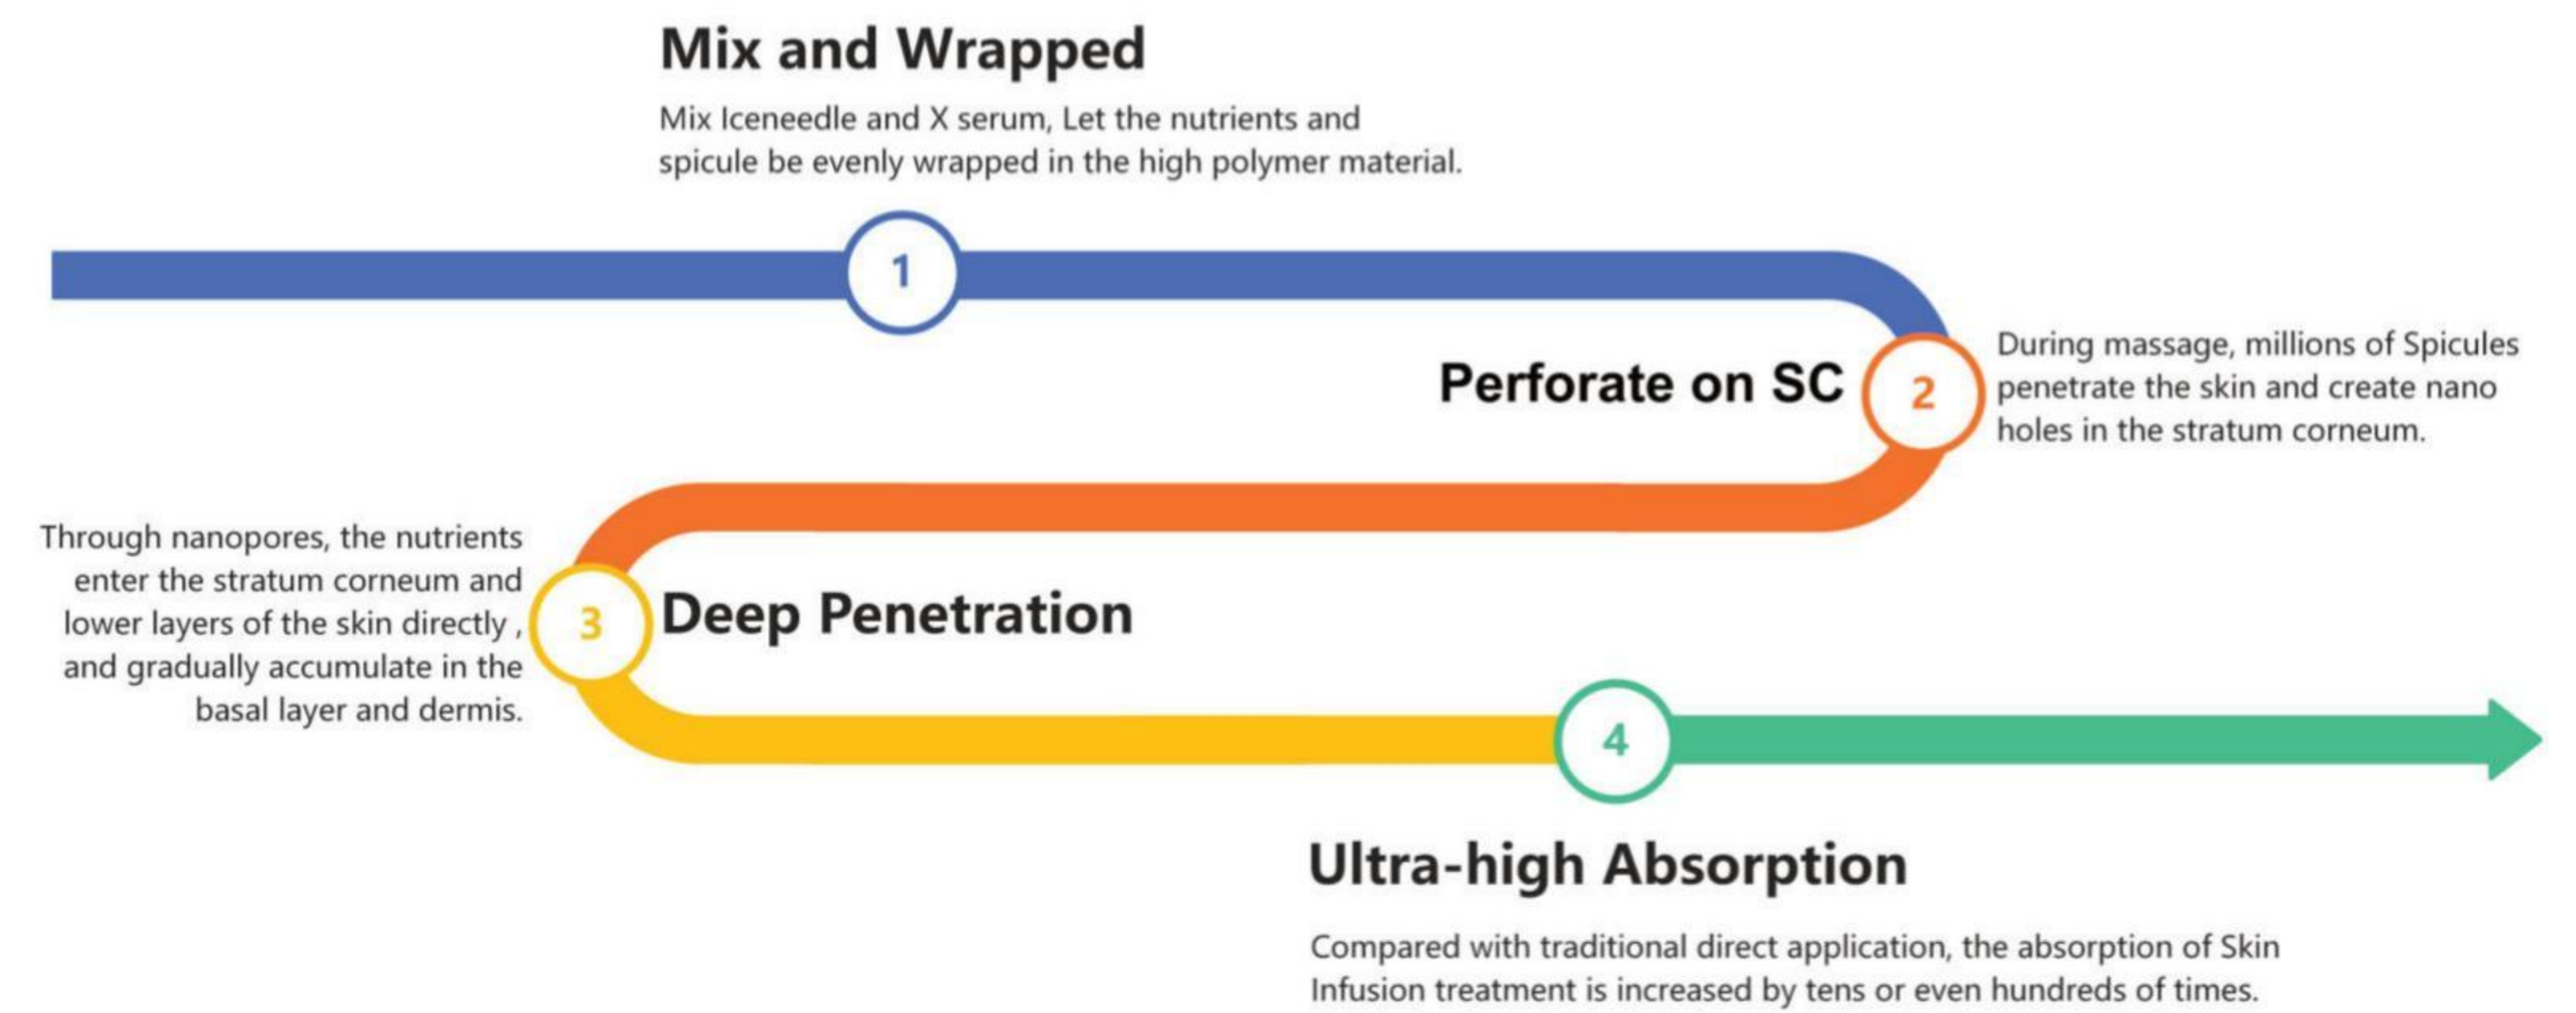 Mix and Wrapped
Mix Iceneedle and X serum, Let the nutrients and
spicule be evenly wrapped in the high polymer material.
1
Perforate on SC
2
During massage, millions of Spicules
penetrate the skin and create nano
holes in the stratum corneum.
Through nanopores, the nutrients
enter the stratum corneum and
lower layers of the skin directly ,
and gradually accumulate in the
basal layer and dermis.
3
Deep Penetration
4
Ultra-high Absorption
Compared with traditional direct application, the absorption of Skin
Infusion treatment is increased by tens or even hundreds of times.